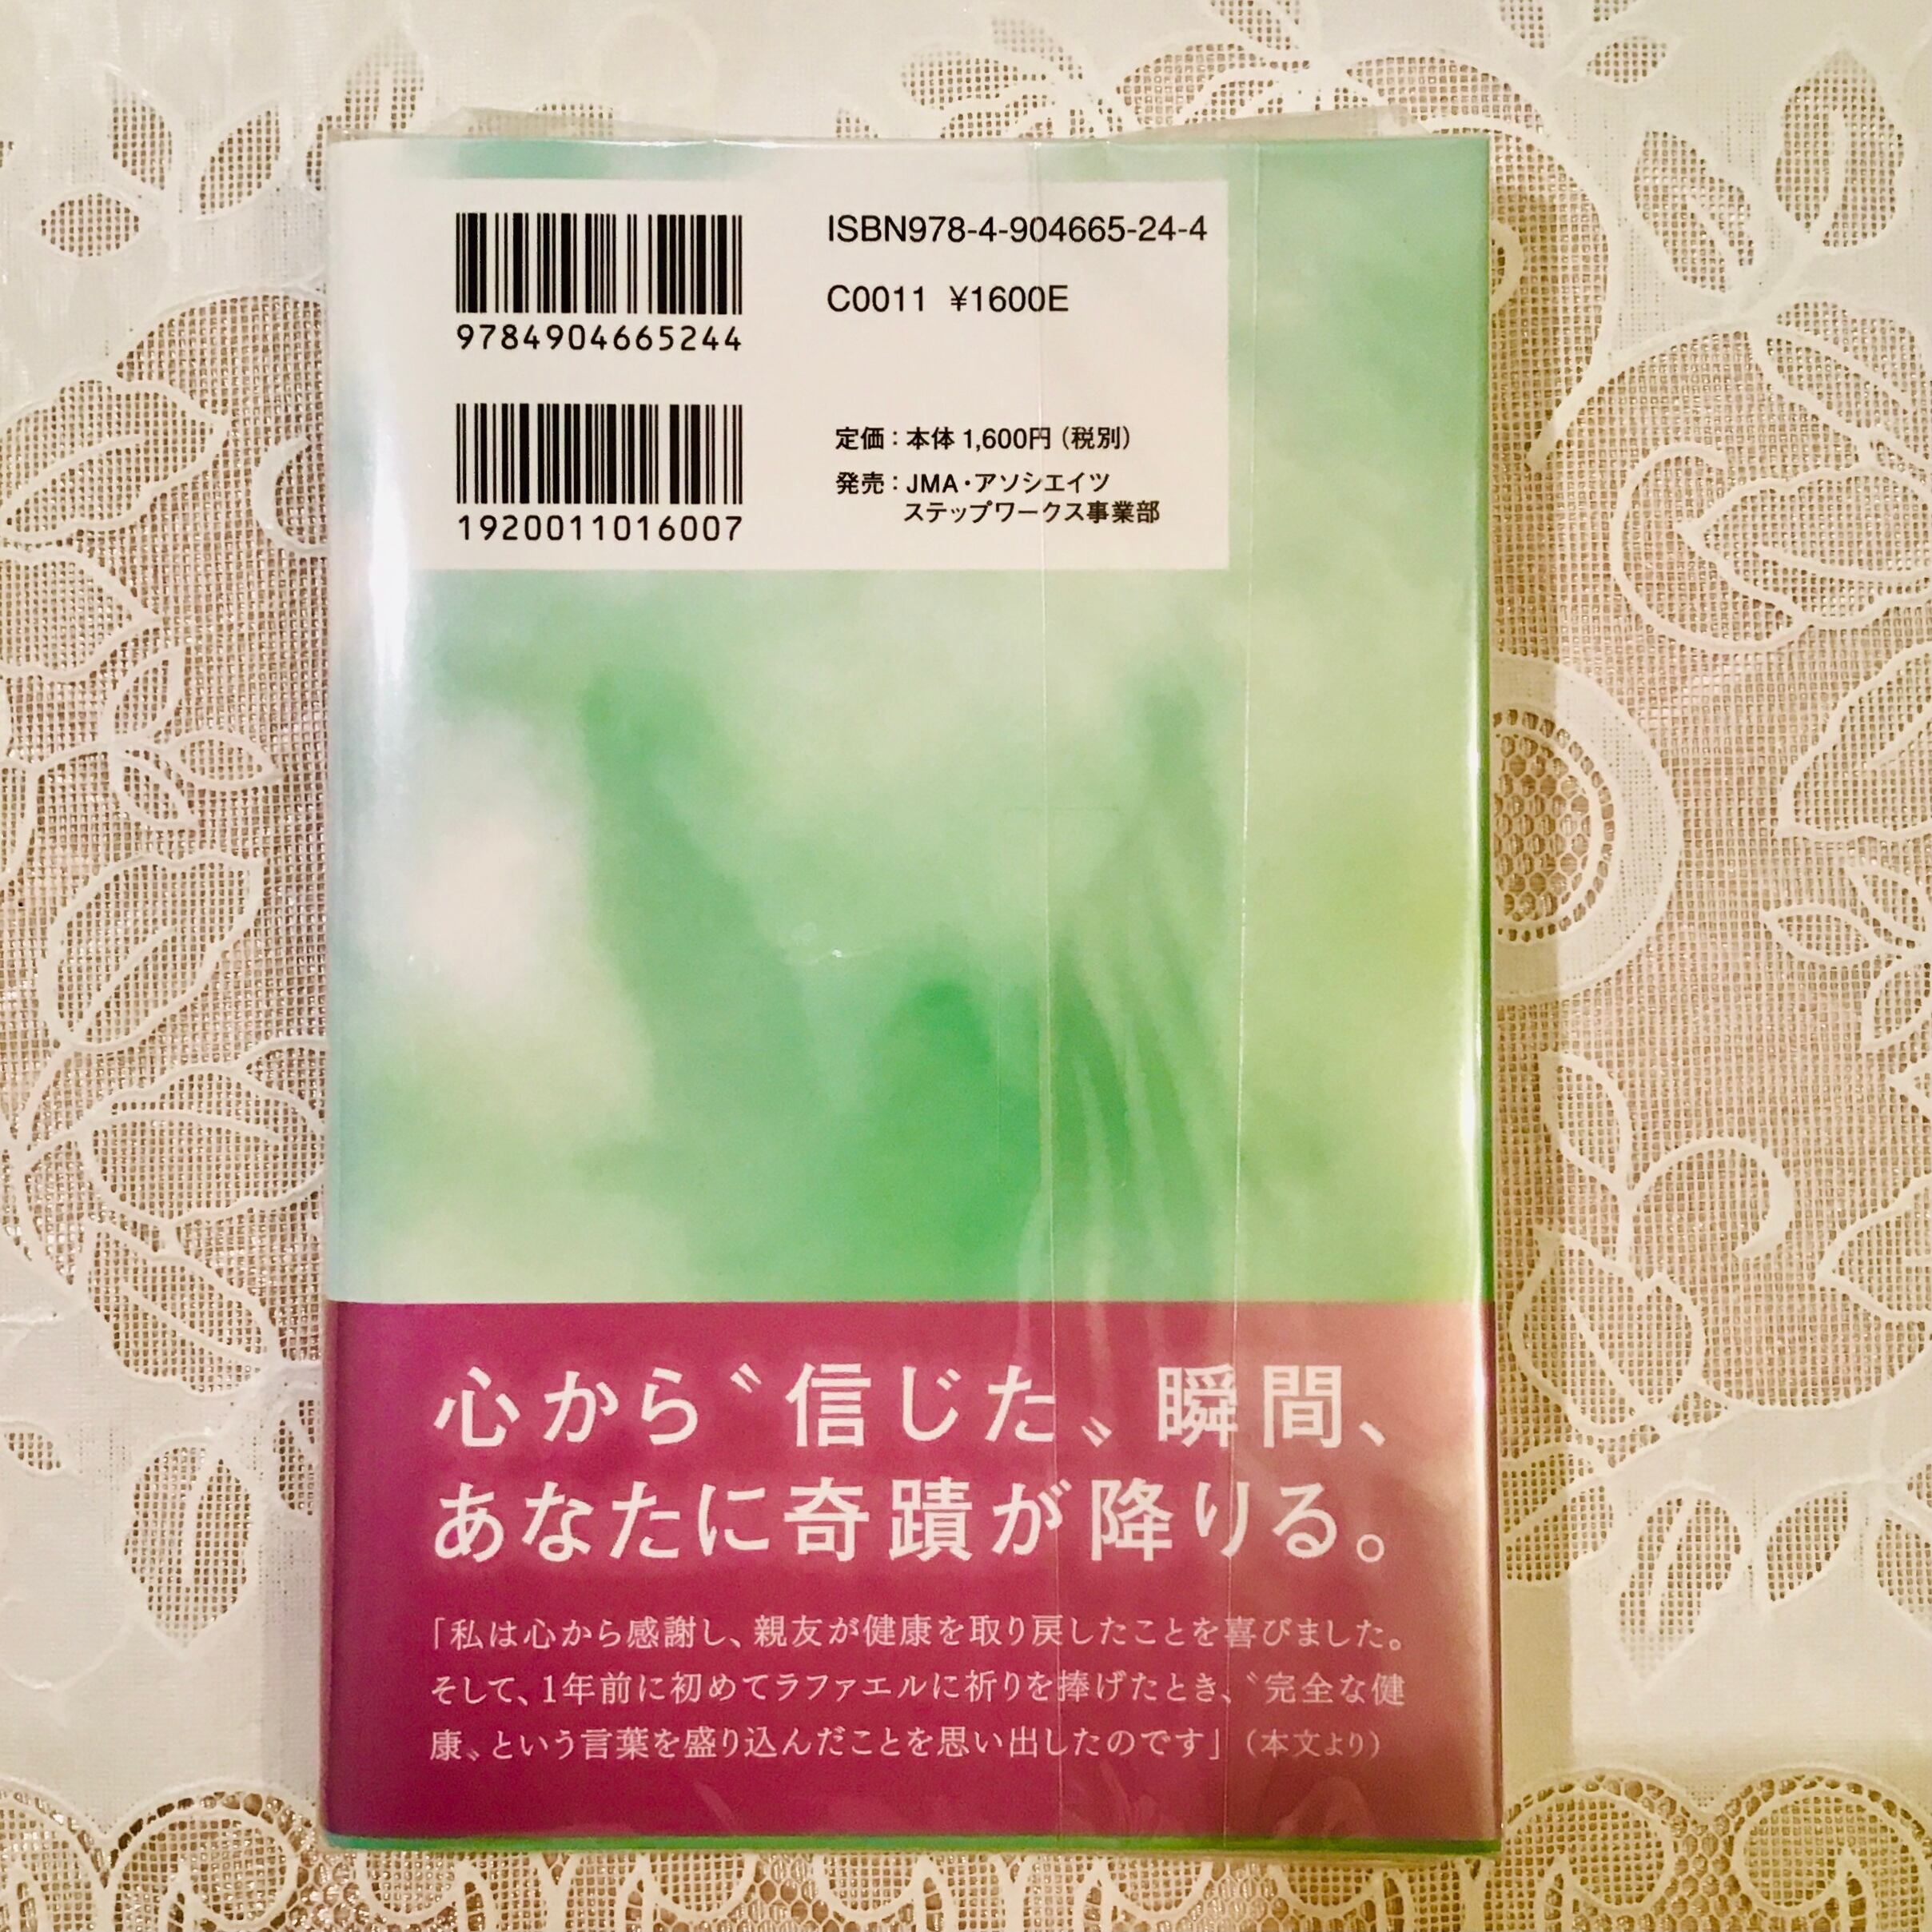 ISBN978-4-904665-24-4
C0011 ¥1600E
9784904665244
定価：本体 1,600円（税別）
発売：JMA・アソシエイツ
ステップワークス事業部
1920011016007
心から〝信じた〟瞬間、
あなたに奇蹟が降りる。
「私は心から感謝し、親友が健康を取り戻したことを喜びました。
そして、1年前に初めてラファエルに祈りを捧げたとき、〝完全な健
康〟という言葉を盛り込んだことを思い出したのです」（本文より）